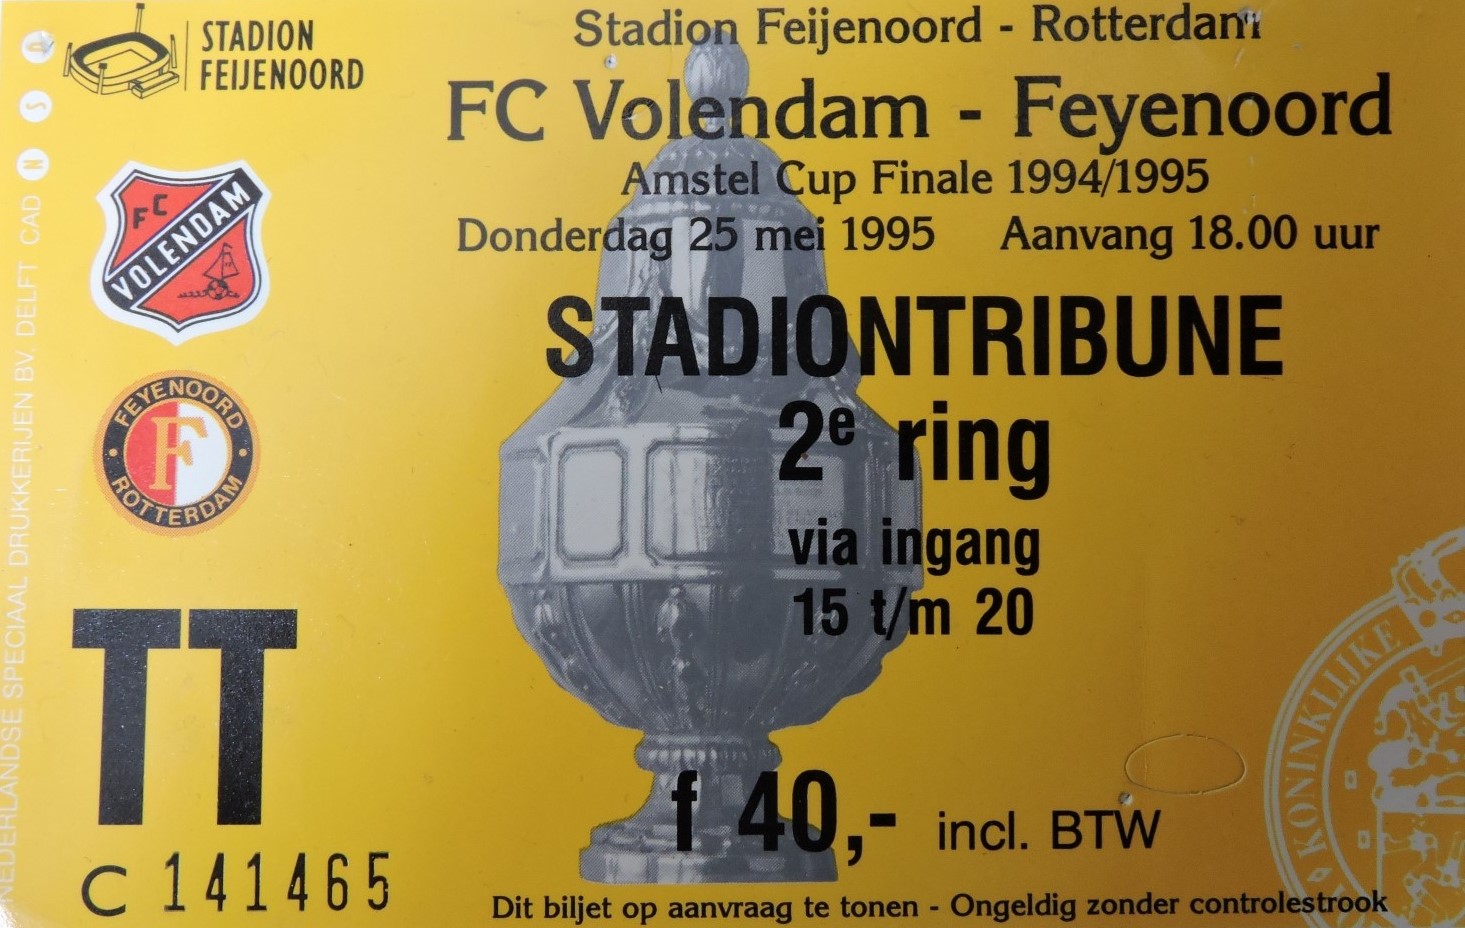 STADION
FEIJENOORD
Stadion Feijenoord - Rotterdam
FC Volendam - Feyenoord
Amstel Cup Finale 1994/1995
Donderdag 25 mei 1995 Aanvang 18.00 uur
FC
VOLENDAM
STADIONTRIBUNE
2e ring
FEYENOORD
F
ROTTERDAM
via ingang
15 t/m 20
TT
f 40,- incl. BTW
C 141465
Dit biljet op aanvraag te tonen - Ongeldig zonder controlestrook
NEDERLANDSE SPECIAAL DRUKKERIJEN BV. DELFT CAD N S D
KONINKLIJKE